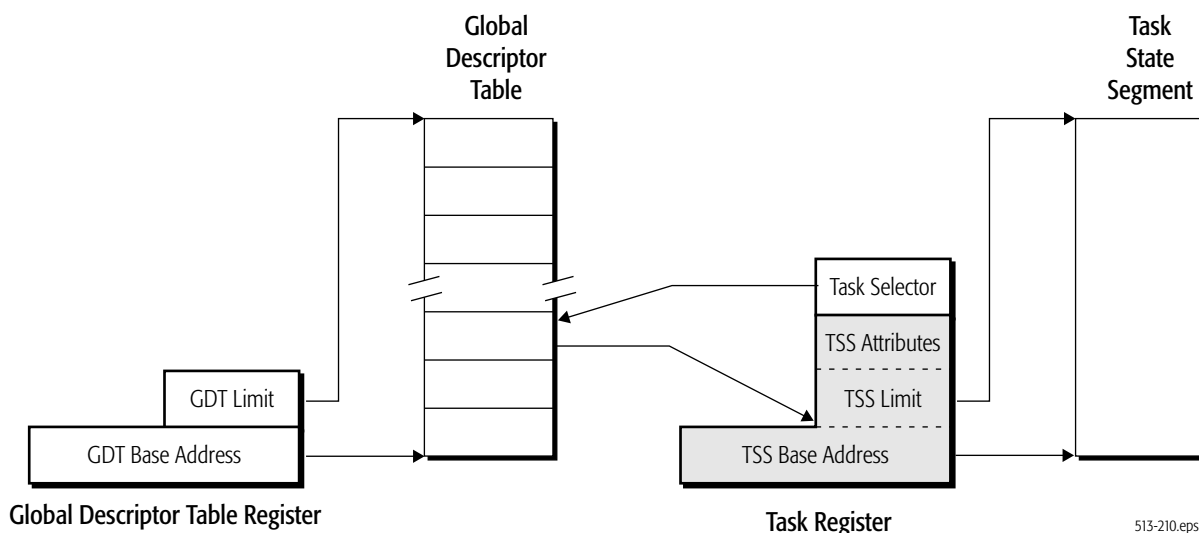 Global
Descriptor
Table
Task
State
Segment
Task Selector
TSS Attributes
GDT Limit
TSS Limit
GDT Base Address
TSS Base Address
Global Descriptor Table Register
Task Register
513-210.eps